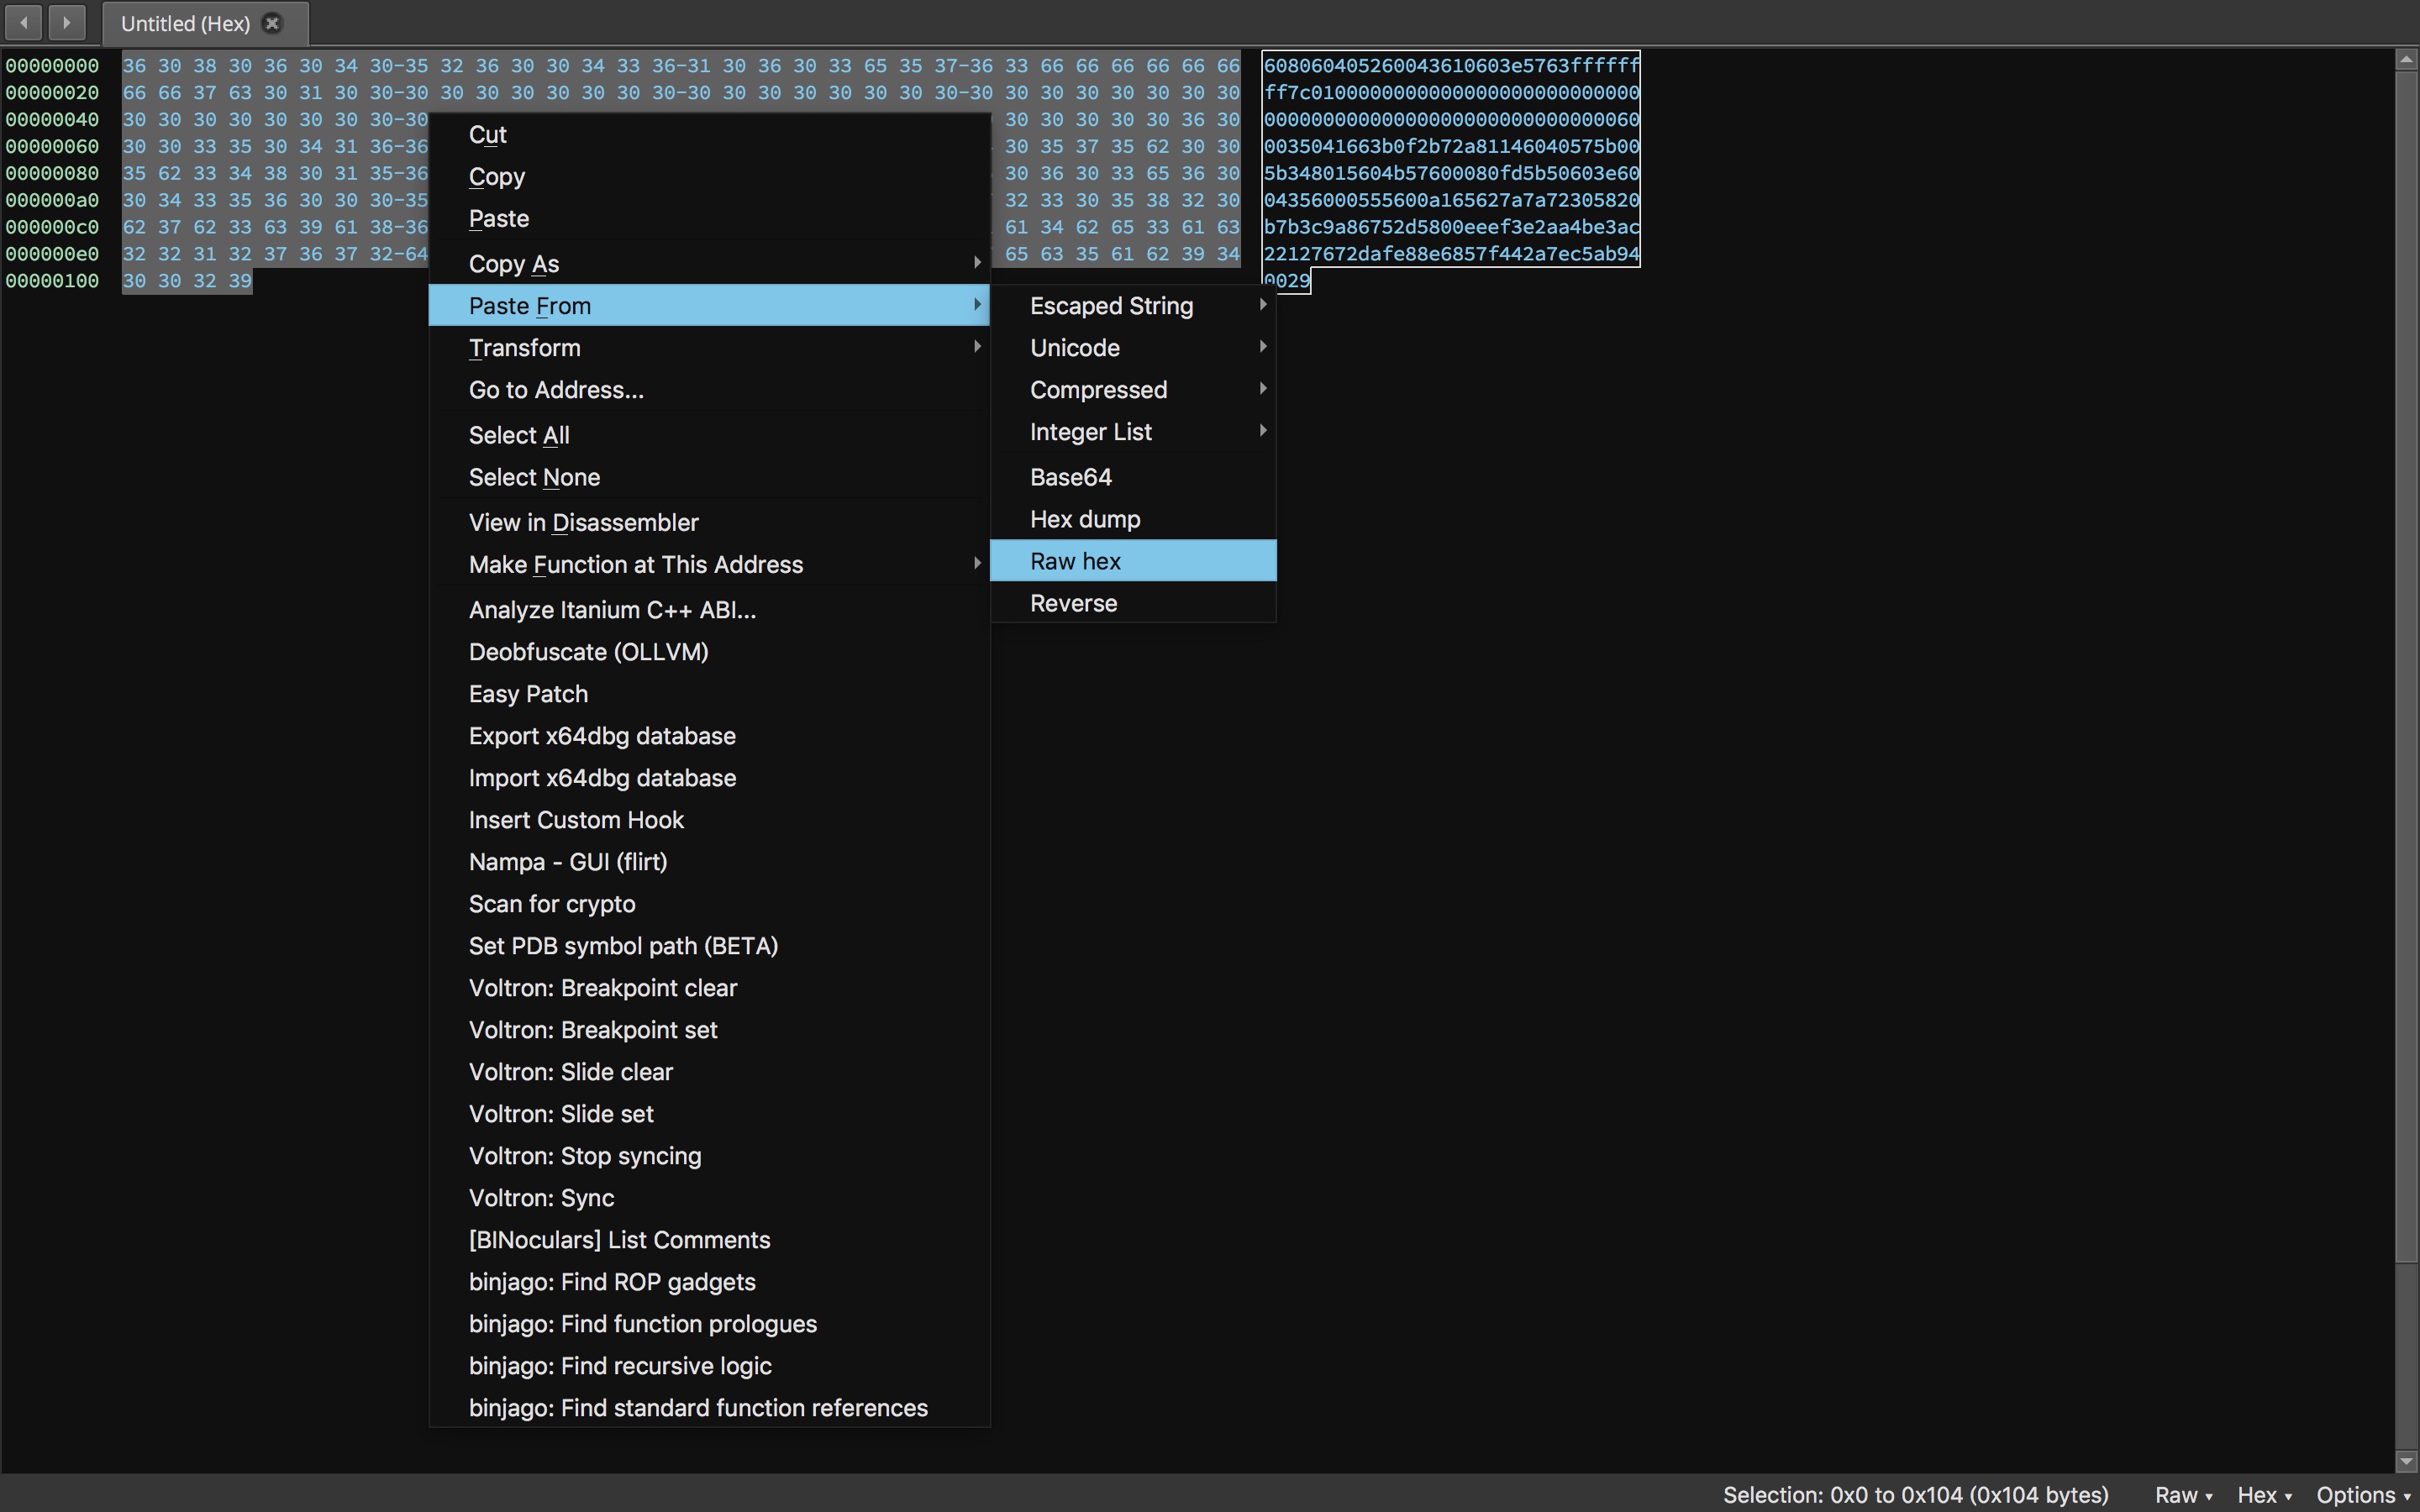 Untitled (Hex)
00000000 36 30 38 30 36 30 34 30-35 32 36 30 30 34 33 36-31 30 36 30 33 65 35 37-36 33 66 66 66 66 66 66 608060405260043610603e5763ffffff
00000020 66 66 37 63 30 31 30 30-30 30 30 30 30 30 30 30-30 30 30 30 30 30 30 30-30 30 30 30 30 30 30 30 ff7c0100000000000000000000000000
00000040 30 30 30 30 30 30 30 30-30 30 30 30 30 30 36 30 00000000000000000000000000000060
00000060 30 30 33 35 30 34 31 36-36 30 35 37 35 62 30 30 0035041663b0f2b72a81146040575b00
00000080 35 62 33 34 38 30 31 35-36 30 36 30 33 65 36 30 5b348015604b57600080fd5b50603e60
000000a0 30 34 33 35 36 30 30 30-35 32 33 30 35 38 32 30 04356000555600a165627a7a72305820
000000c0 62 37 62 33 63 39 61 38-36 61 34 62 65 33 61 63 b7b3c9a86752d5800eeef3e2aa4be3ac
000000e0 32 32 31 32 37 36 37 32-64 65 63 35 61 62 39 34 22127672dafe88e6857f442a7ec5ab94
00000100 30 30 32 39 0029
Cut
Copy
Paste
Copy As
Paste From
Transform
Go to Address...
Select All
Select None
View in Disassembler
Make Function at This Address
Analyze Itanium C++ ABI...
Deobfuscate (OLLVM)
Easy Patch
Export x64dbg database
Import x64dbg database
Insert Custom Hook
Nampa - GUI (flirt)
Scan for crypto
Set PDB symbol path (BETA)
Voltron: Breakpoint clear
Voltron: Breakpoint set
Voltron: Slide clear
Voltron: Slide set
Voltron: Stop syncing
Voltron: Sync
[BINoculars] List Comments
binjago: Find ROP gadgets
binjago: Find function prologues
binjago: Find recursive logic
binjago: Find standard function references
Escaped String
Unicode
Compressed
Integer List
Base64
Hex dump
Raw hex
Reverse
Selection: 0x0 to 0x104 (0x104 bytes) Raw Hex Options